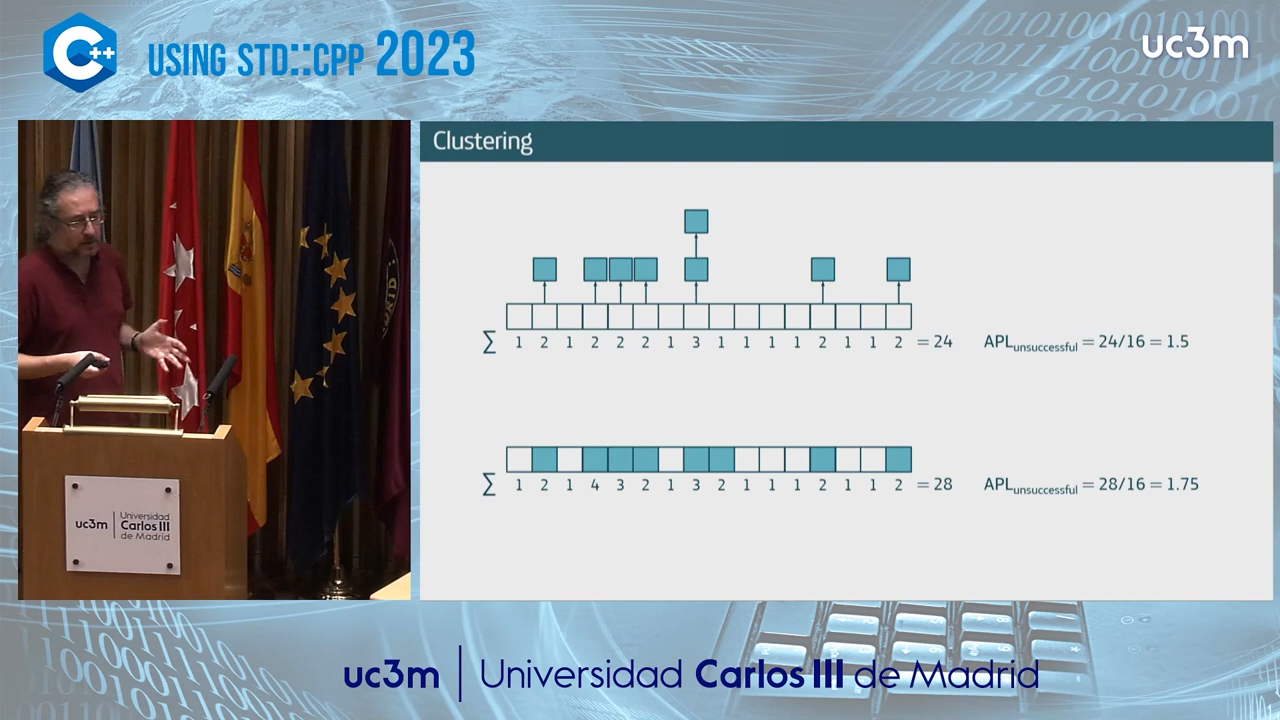 C++ USING STD::CPP 2023
uc3m
Clustering
∑ 1 2 1 2 2 2 1 3 1 1 1 1 2 1 1 2 = 24 APLunsuccessful = 24/16 = 1.5
∑ 1 2 1 4 3 2 1 3 2 1 1 1 2 1 1 2 = 28 APLunsuccessful = 28/16 = 1.75
uc3m Universidad
Carlos III
de Madrid
uc3m Universidad Carlos III de Madrid